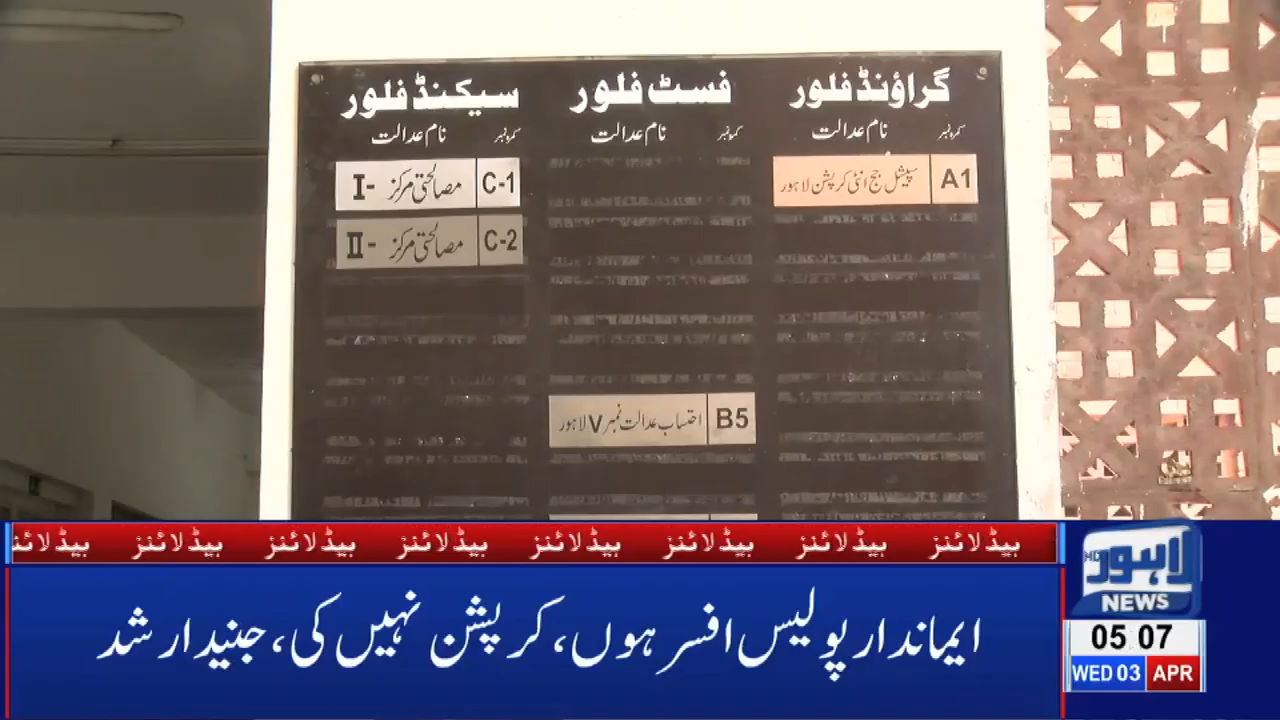 گراؤنڈ فلور
فسٹ فلور
سیکنڈ فلور
کمرہ نمبر نام عدالت
کمرہ نمبر نام عدالت
کمرہ نمبر نام عدالت
A1 سپیشل جج انٹی کرپشن لاہور
C-1 مصالحتی مرکز -I
C-2 مصالحتی مرکز -II
B5 احتساب عدالت نمبر V لاہور
ہیڈلائنز ہیڈلائنز ہیڈلائنز ہیڈلائنز ہیڈلائنز ہیڈلائنز ہیڈلائنز ہیڈلائنز
ایماندار پولیس افسر ہوں، کرپشن نہیں کی، جنید ارشد
لاہور HD
NEWS
05 07
WED 03 APR